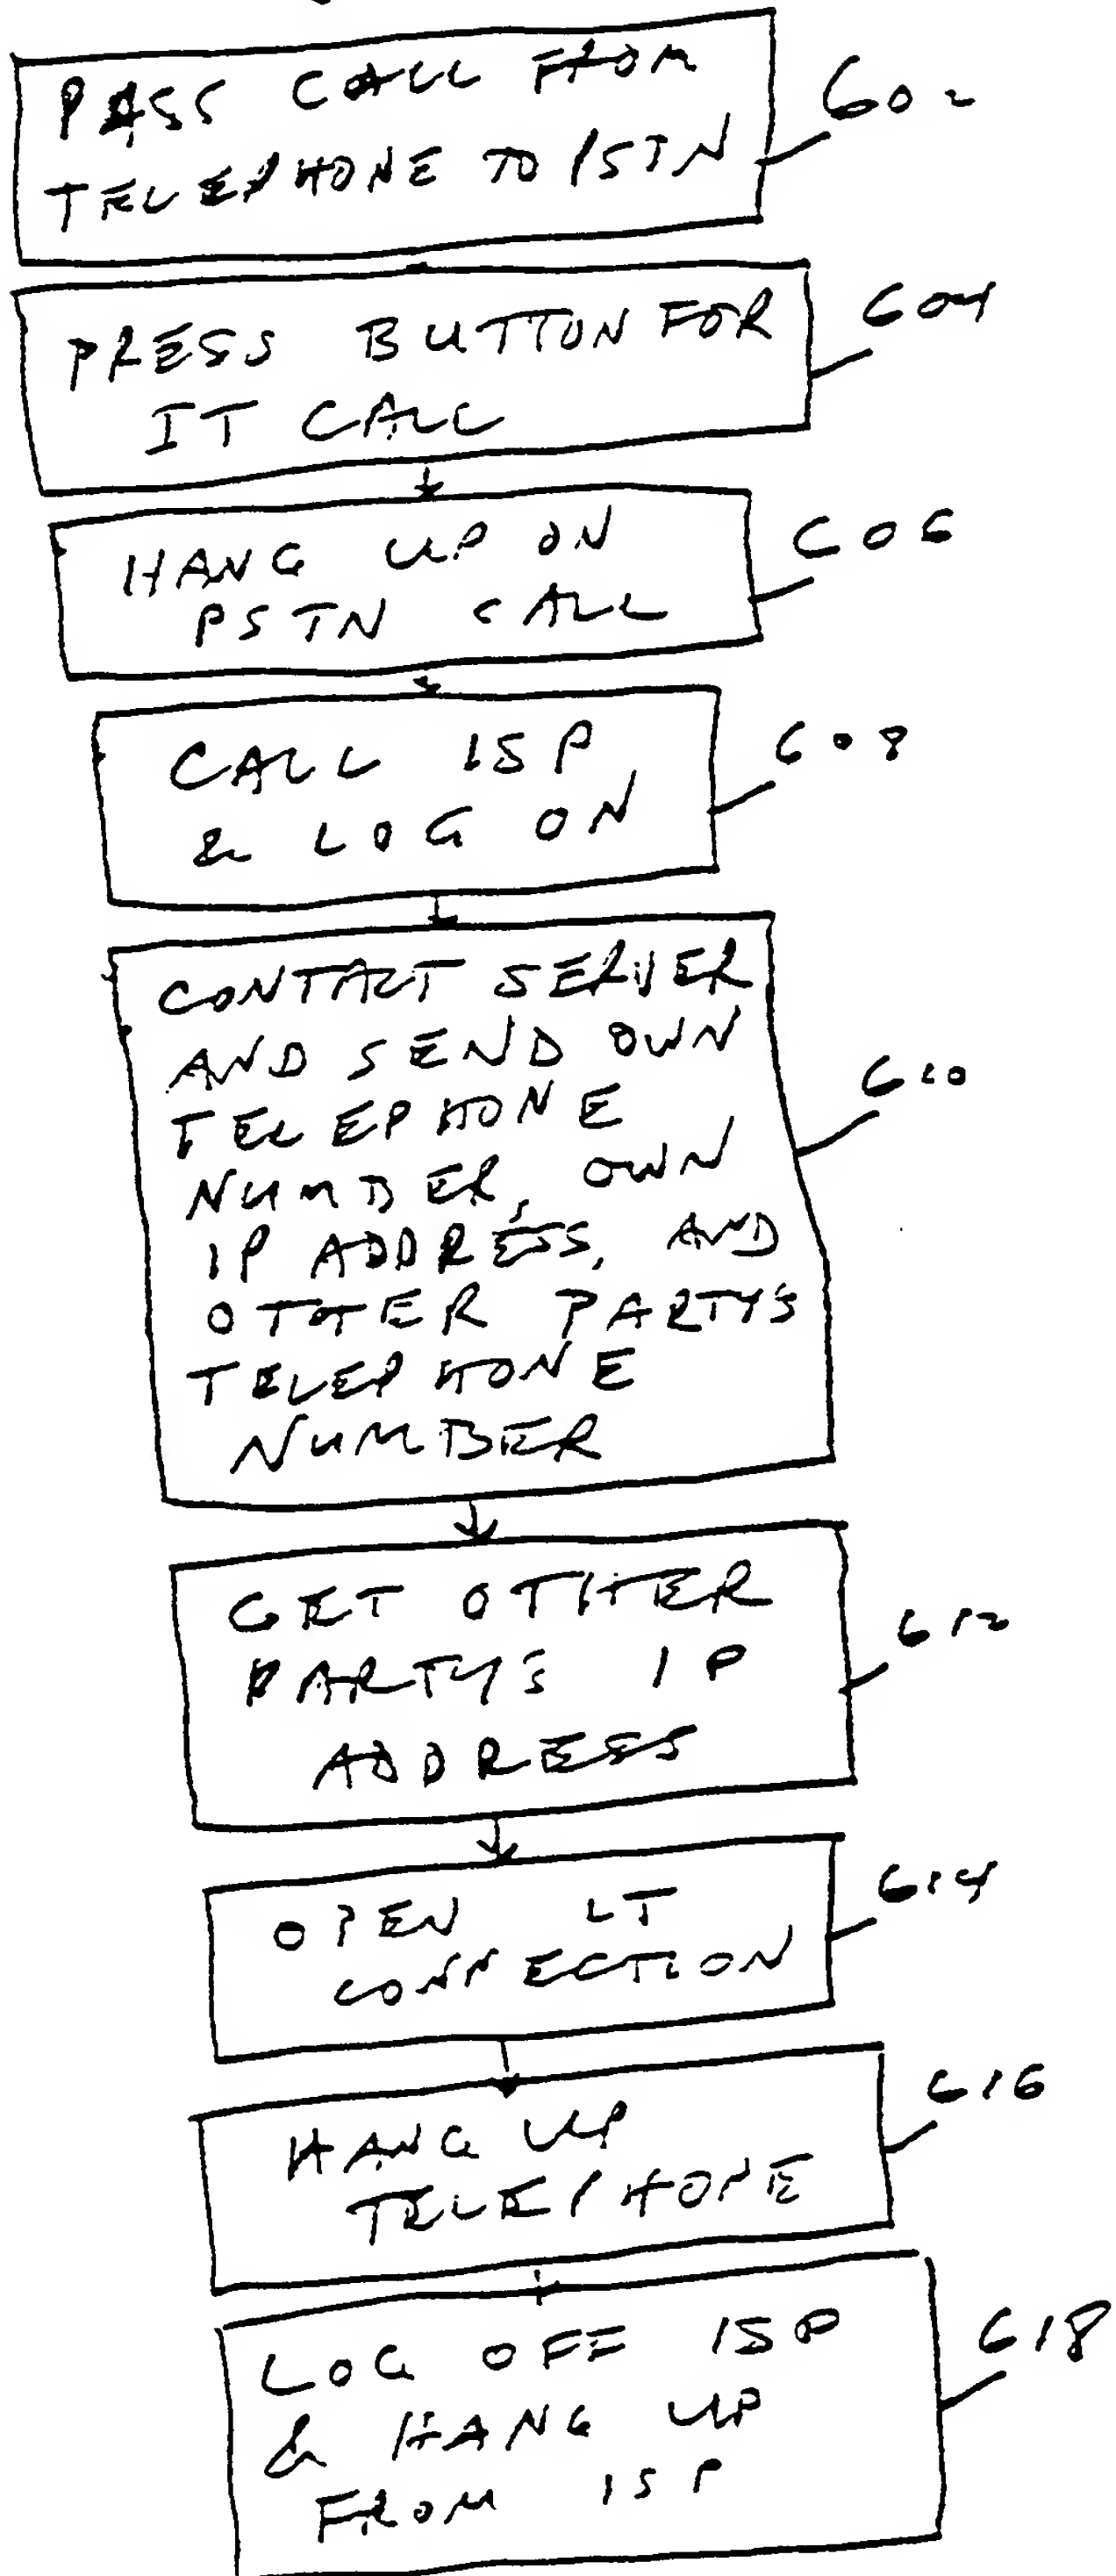 PASS CALL FROM
TELEPHONE TO PSTN
602
PRESS BUTTON FOR
IT CALL
604
HANG UP ON
PSTN CALL
606
CALL ISP
& LOG ON
608
CONTACT SERVER
AND SEND OWN
TELEPHONE
NUMBER, OWN
IP ADDRESS, AND
OTHER PARTY'S
TELEPHONE
NUMBER
610
GET OTHER
PARTY'S IP
ADDRESS
612
OPEN IT
CONNECTION
614
HANG UP
TELEPHONE
616
LOG OFF ISP
& HANG UP
FROM ISP
618